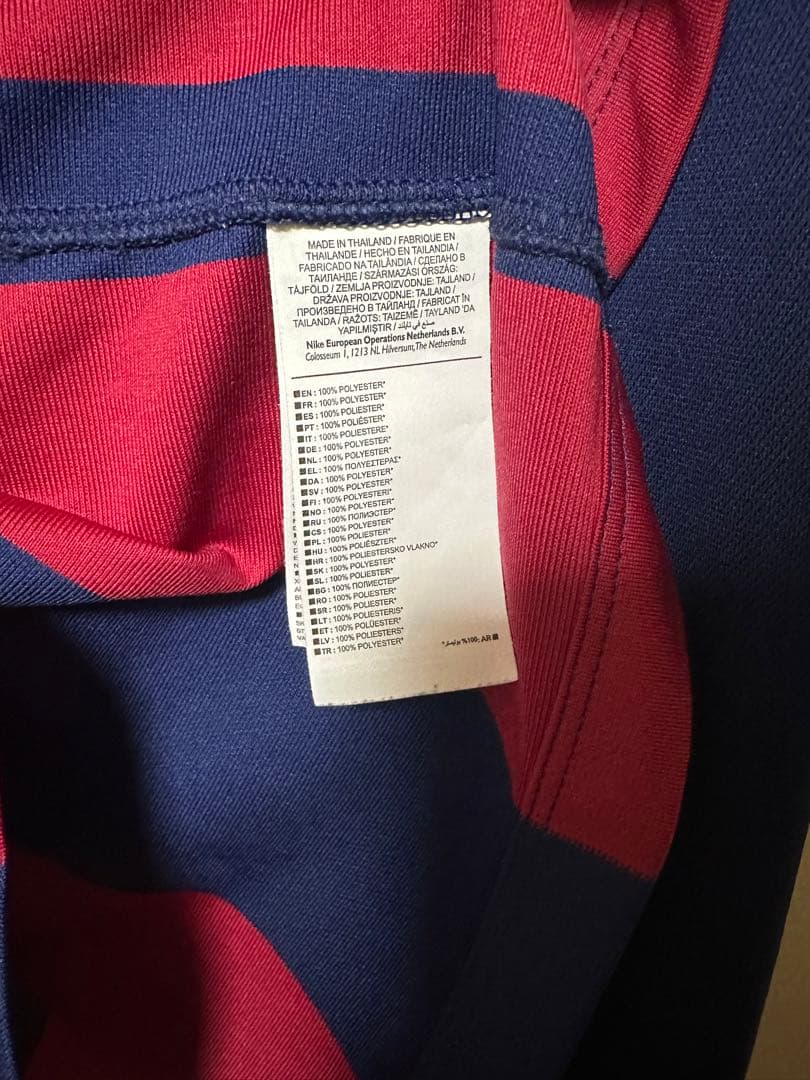 MADE IN THAILAND / FABRIQUE EN
THAILANDE / HECHO EN TAILANDIA /
FABRICADO NA TAILÂNDIA / СДЕЛАНО В
ТАИЛАНДЕ / SZÁRMAZÁSI ORSZÁG:
TÁJFÖLD / ZEMLJA PROIZVODNJE: TAJLAND /
DRŽAVA PROIZVODNJE: TAJLAND /
ПРОИЗВЕДЕНО В ТАЙЛАНД / FABRICAT ÎN
TAILANDA / RAŽOTS: TAIZEMĒ / TAYLAND 'DA
YAPILMIŞTIR / صنع في تايلند
Nike European Operations Netherlands B.V.
Colosseum 1, 1213 NL Hilversum, The Netherlands
EN : 100% POLYESTER*
FR : 100% POLYESTER*
ES : 100% POLIESTER*
PT : 100% POLIÉSTER*
IT : 100% POLIESTERE*
DE : 100% POLYESTER*
NL : 100% POLYESTER*
EL : 100% ΠΟΛΥΕΣΤΕΡΑΣ*
DA : 100% POLYESTER*
SV : 100% POLYESTER*
FI : 100% POLYESTERI*
NO : 100% POLYESTER*
RU : 100% ПОЛИЭСТЕР*
CS : 100% POLYESTER*
PL : 100% POLIESTER*
HU : 100% POLIÉSZTER*
HR : 100% POLIESTERSKO VLAKNO*
SK : 100% POLYESTER*
SL : 100% POLIESTER*
BG : 100% ПОЛИЕСТЕР*
RO : 100% POLIESTER*
SR : 100% POLIESTER*
LT : 100% POLIESTERIS*
ET : 100% POLÜESTER*
LV : 100% POLIESTERS*
TR : 100% POLYESTER*
AR :100% بوليستر*